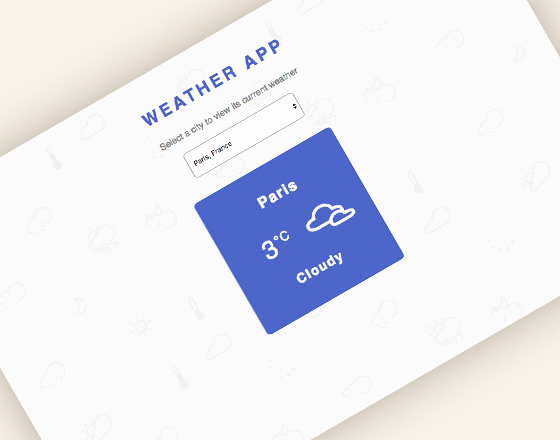 WEATHER APP
Select a city to view its current weather
Paris, France
Paris
3°C
Cloudy